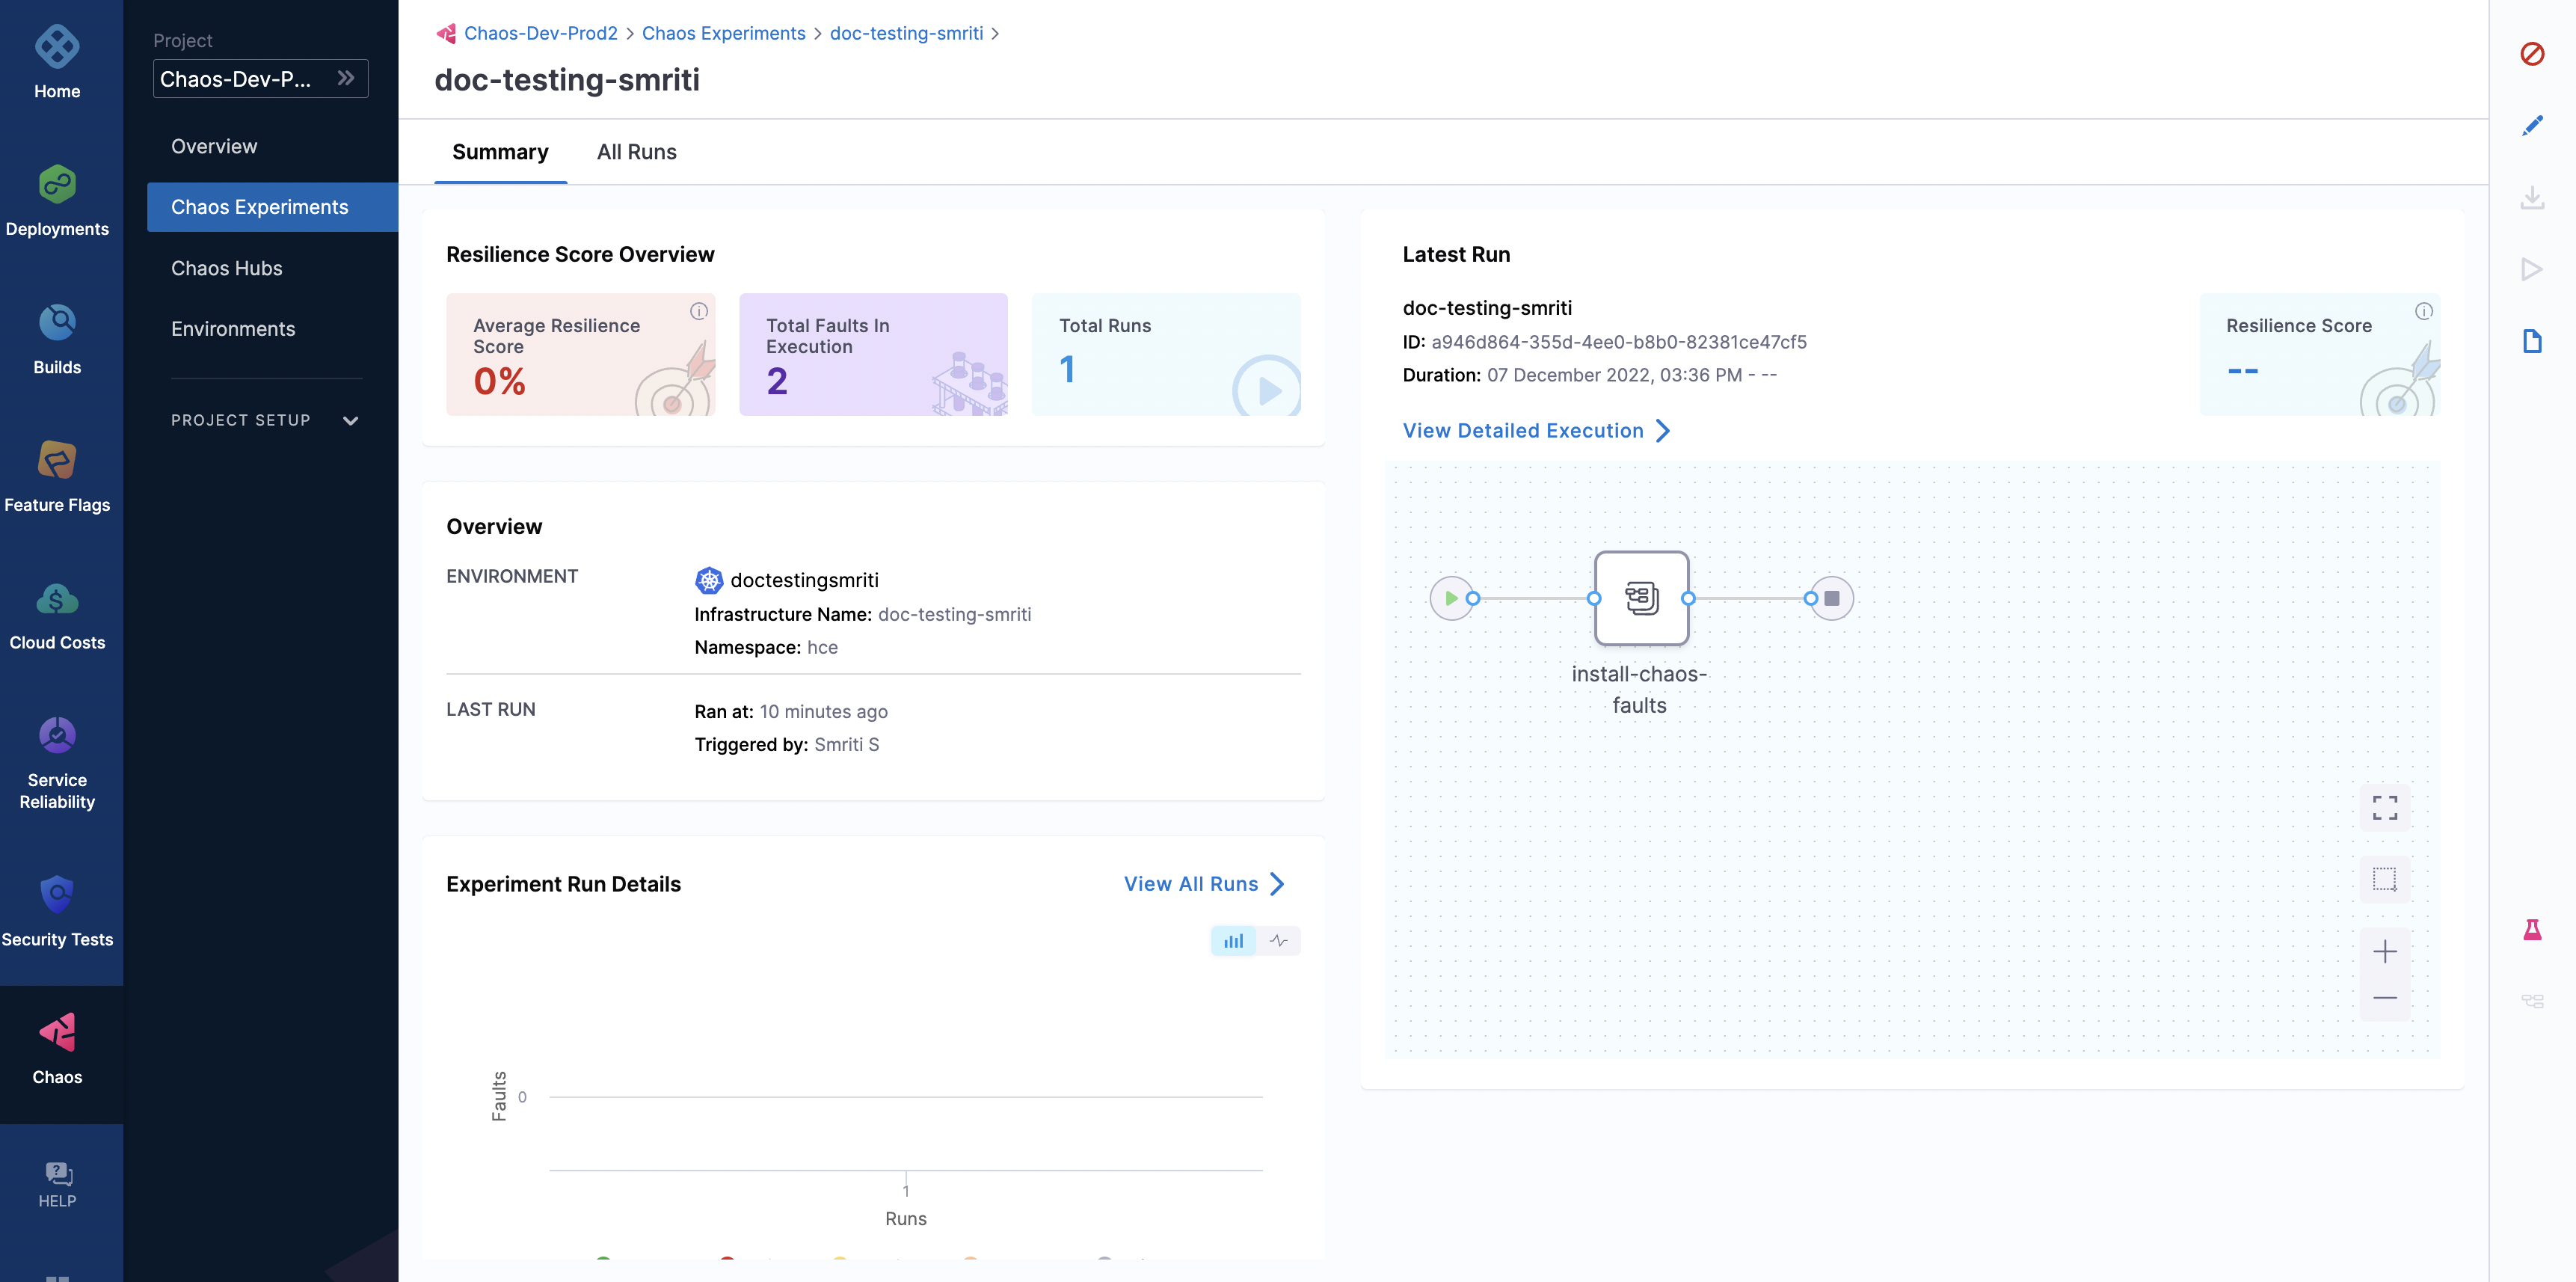 Home
Deployments
Builds
Feature Flags
Cloud Costs
Service
Reliability
Security Tests
Chaos
HELP
Project
Chaos-Dev-P...
Overview
Chaos Experiments
Chaos Hubs
Environments
PROJECT SETUP
Chaos-Dev-Prod2 > Chaos Experiments > doc-testing-smriti >
doc-testing-smriti
Summary
All Runs
Resilience Score Overview
Average Resilience
Score
0%
Total Faults In
Execution
2
Total Runs
1
Overview
ENVIRONMENT
doctestingsmriti
Infrastructure Name: doc-testing-smriti
Namespace: hce
LAST RUN
Ran at: 10 minutes ago
Triggered by: Smriti S
Experiment Run Details
View All Runs
Faults
0
1
Runs
Latest Run
doc-testing-smriti
ID: a946d864-355d-4ee0-b8b0-82381ce47cf5
Duration: 07 December 2022, 03:36 PM - --
View Detailed Execution
Resilience Score
--
install-chaos-
faults